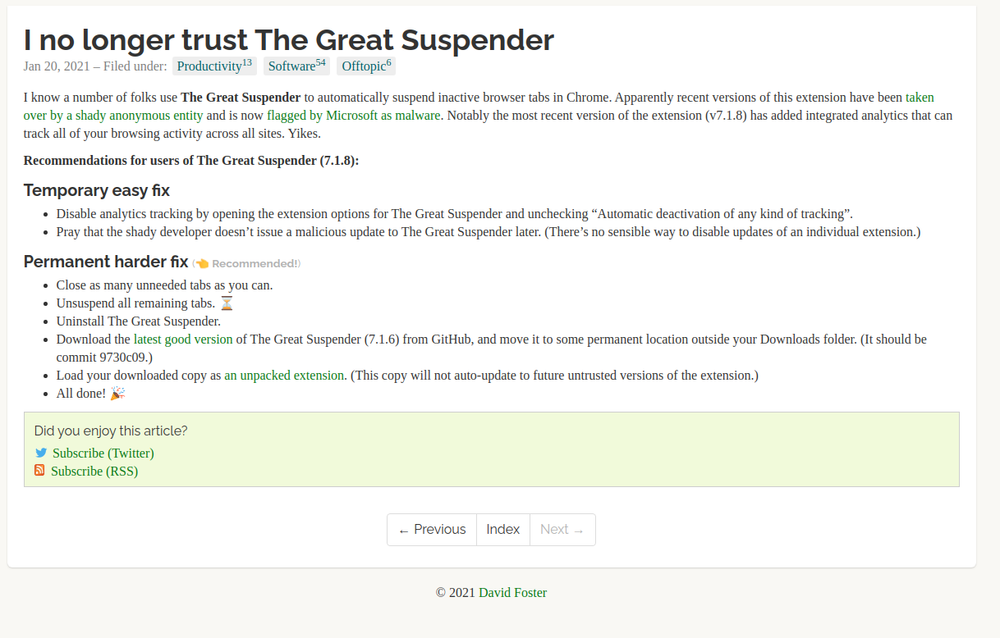 I no longer trust The Great Suspender
Jan 20, 2021 – Filed under: Productivity13 Software54 Offtopic6
I know a number of folks use The Great Suspender to automatically suspend inactive browser tabs in Chrome. Apparently recent versions of this extension have been taken
over by a shady anonymous entity and is now flagged by Microsoft as malware. Notably the most recent version of the extension (v7.1.8) has added integrated analytics that can
track all of your browsing activity across all sites. Yikes.
Recommendations for users of The Great Suspender (7.1.8):
Temporary easy fix
• Disable analytics tracking by opening the extension options for The Great Suspender and unchecking “Automatic deactivation of any kind of tracking”.
• Pray that the shady developer doesn’t issue a malicious update to The Great Suspender later. (There’s no sensible way to disable updates of an individual extension.)
Permanent harder fix (👈 Recommended!)
• Close as many unneeded tabs as you can.
• Unsuspend all remaining tabs. ⏳
• Uninstall The Great Suspender.
• Download the latest good version of The Great Suspender (7.1.6) from GitHub, and move it to some permanent location outside your Downloads folder. (It should be
commit 9730c09.)
• Load your downloaded copy as an unpacked extension. (This copy will not auto-update to future untrusted versions of the extension.)
• All done! 🎉
Did you enjoy this article?
Subscribe (Twitter)
Subscribe (RSS)
← Previous Index Next →
© 2021 David Foster